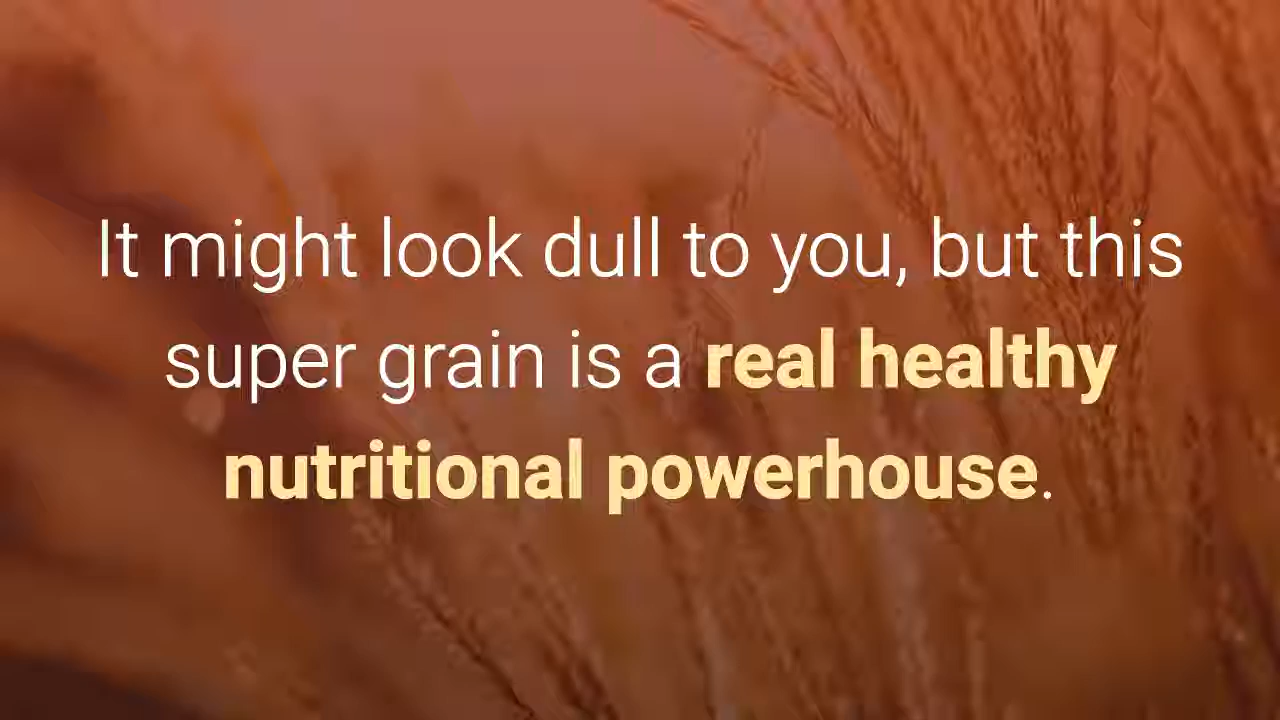 It might look dull to you, but this
super grain is a real healthy
nutritional powerhouse.